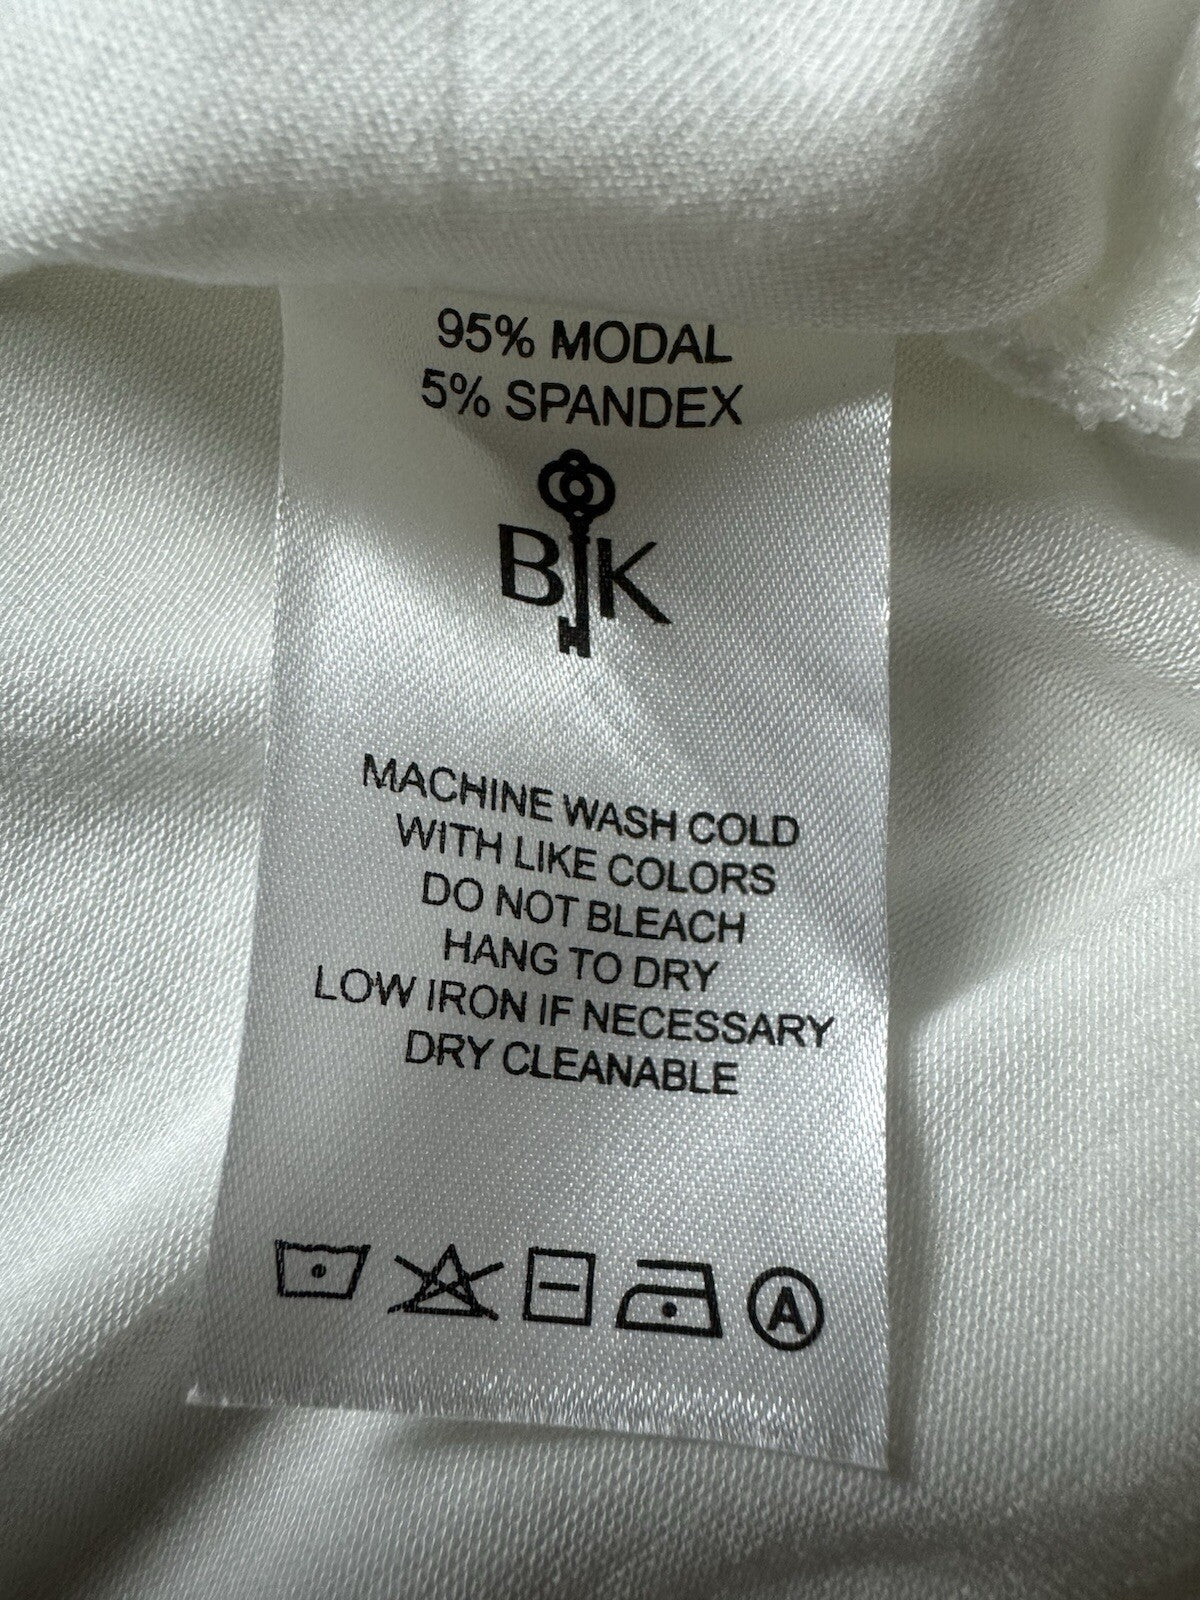 95% MODAL
5% SPANDEX
BK
MACHINE WASH COLD
WITH LIKE COLORS
DO NOT BLEACH
HANG TO DRY
LOW IRON IF NECESSARY
DRY CLEANABLE
A